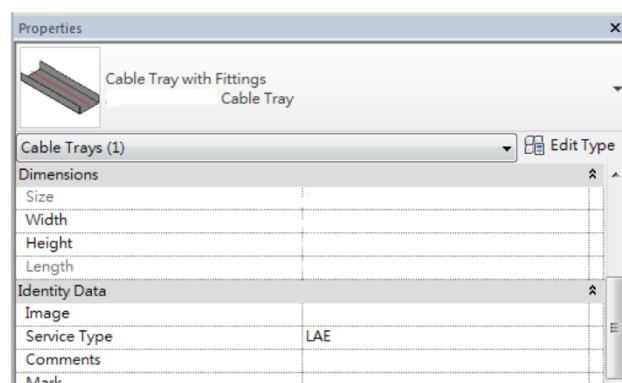 Properties
Cable Tray with Fittings
Cable Tray
Cable Trays (1)
Edit Type
Dimensions
Size
Width
Height
Length
Identity Data
Image
Service Type LAE
Comments
Mark